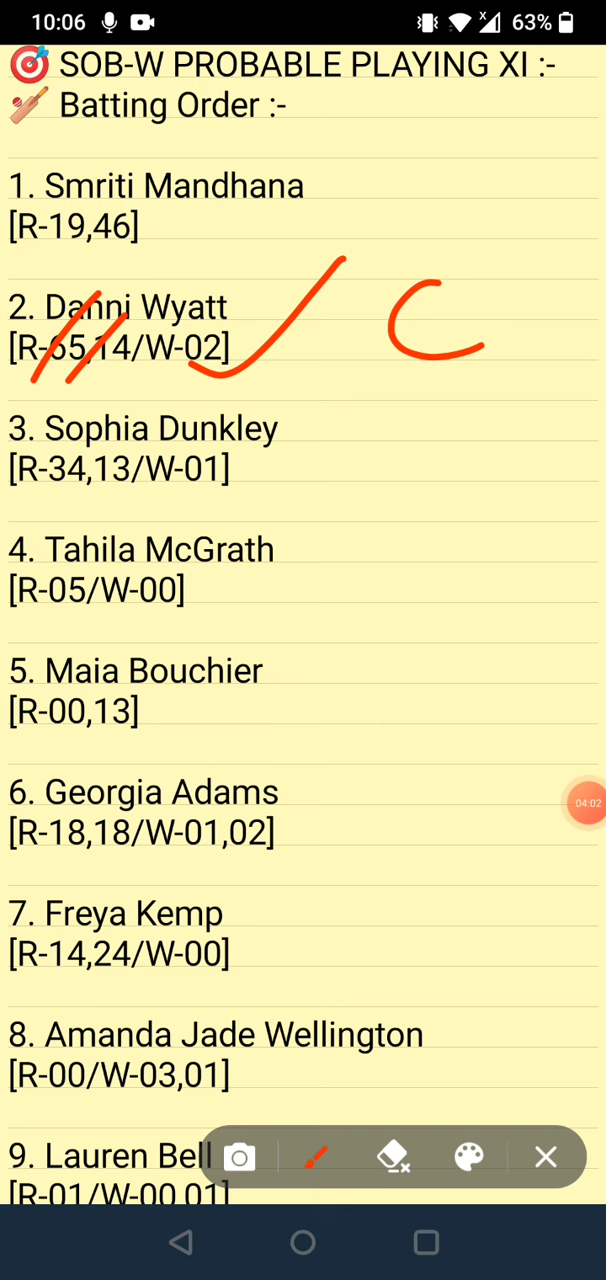 10:06 63%
🎯 SOB-W PROBABLE PLAYING XI :-
🏏 Batting Order :-
1. Smriti Mandhana
[R-19,46]
2. Danni Wyatt
[R-65,14/W-02]
C
3. Sophia Dunkley
[R-34,13/W-01]
4. Tahila McGrath
[R-05/W-00]
5. Maia Bouchier
[R-00,13]
6. Georgia Adams
[R-18,18/W-01,02]
04:02
7. Freya Kemp
[R-14,24/W-00]
8. Amanda Jade Wellington
[R-00/W-03,01]
9. Lauren Bell
[R-01/W-00,01]